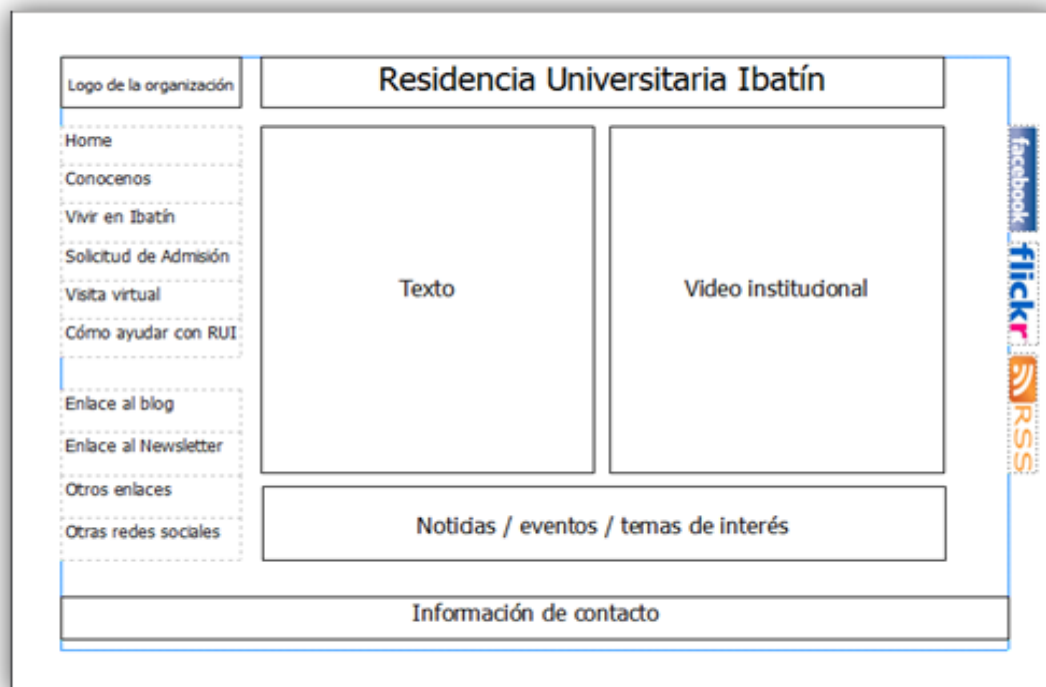 Logo de la organización
Residencia Universitaria Ibatín
Home
Conocenos
Vivir en Ibatín
Solicitud de Admisión
Visita virtual
Cómo ayudar con RUI
Enlace al blog
Enlace al Newsletter
Otros enlaces
Otras redes sociales
Texto
Video institucional
Noticias / eventos / temas de interés
facebook
flickr
RSS
Información de contacto